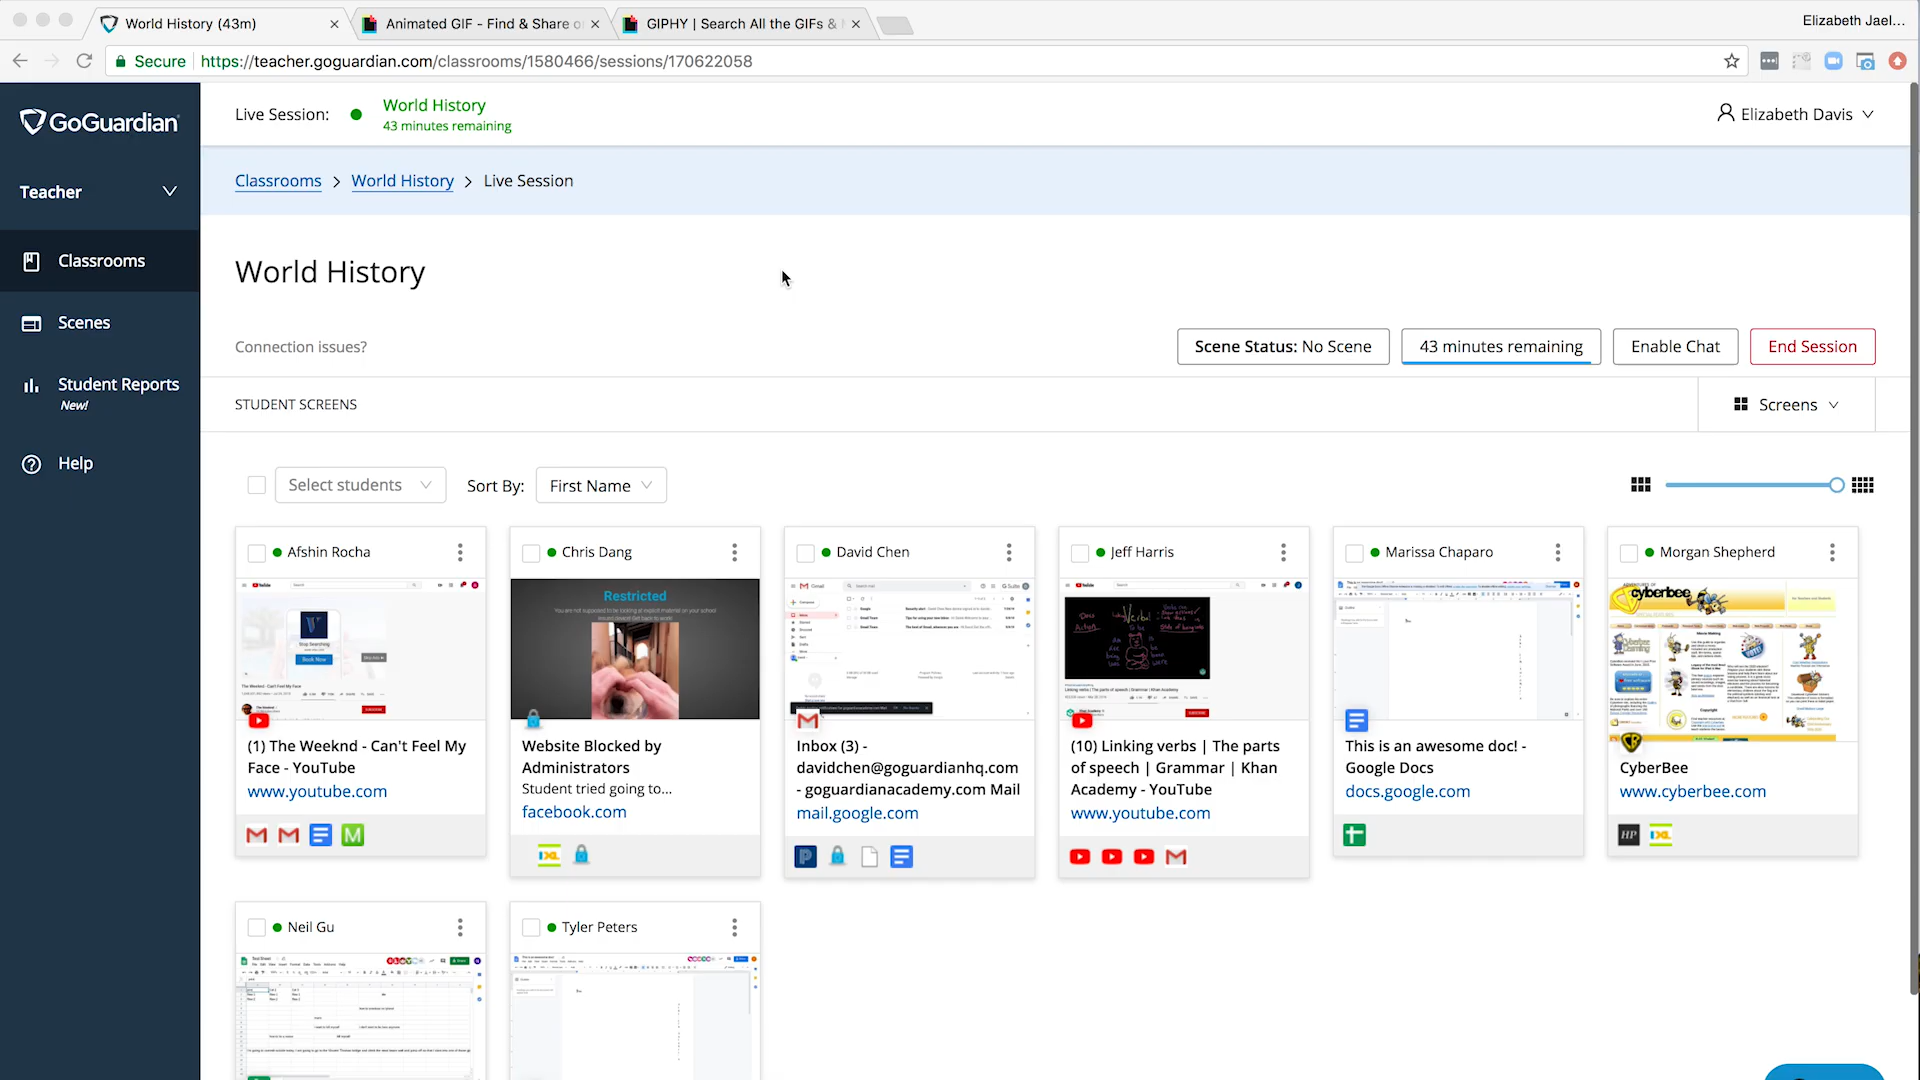 World History (43m)
Animated GIF - Find & Share o
GIPHY | Search All the GIFs &
Elizabeth Jael...
Secure
https://teacher.goguardian.com/classrooms/1580466/sessions/170622058
GoGuardian
Live Session:
World History
43 minutes remaining
Elizabeth Davis
Teacher
Classrooms > World History > Live Session
Classrooms
World History
Scenes
Connection issues?
Scene Status: No Scene
43 minutes remaining
Enable Chat
End Session
Student Reports
New!
STUDENT SCREENS
Screens
Help
Select students
Sort By:
First Name
Afshin Rocha
Chris Dang
David Chen
Jeff Harris
Marissa Chaparo
Morgan Shepherd
Restricted
cyberbee
(1) The Weeknd - Can't Feel My
Face - YouTube
www.youtube.com
Website Blocked by
Administrators
Student tried going to...
facebook.com
Inbox (3) -
davidchen@goguardianhq.com
- goguardianacademy.com Mail
mail.google.com
(10) Linking verbs | The parts
of speech | Grammar | Khan
Academy - YouTube
www.youtube.com
This is an awesome doc! -
Google Docs
docs.google.com
CyberBee
www.cyberbee.com
Neil Gu
Tyler Peters